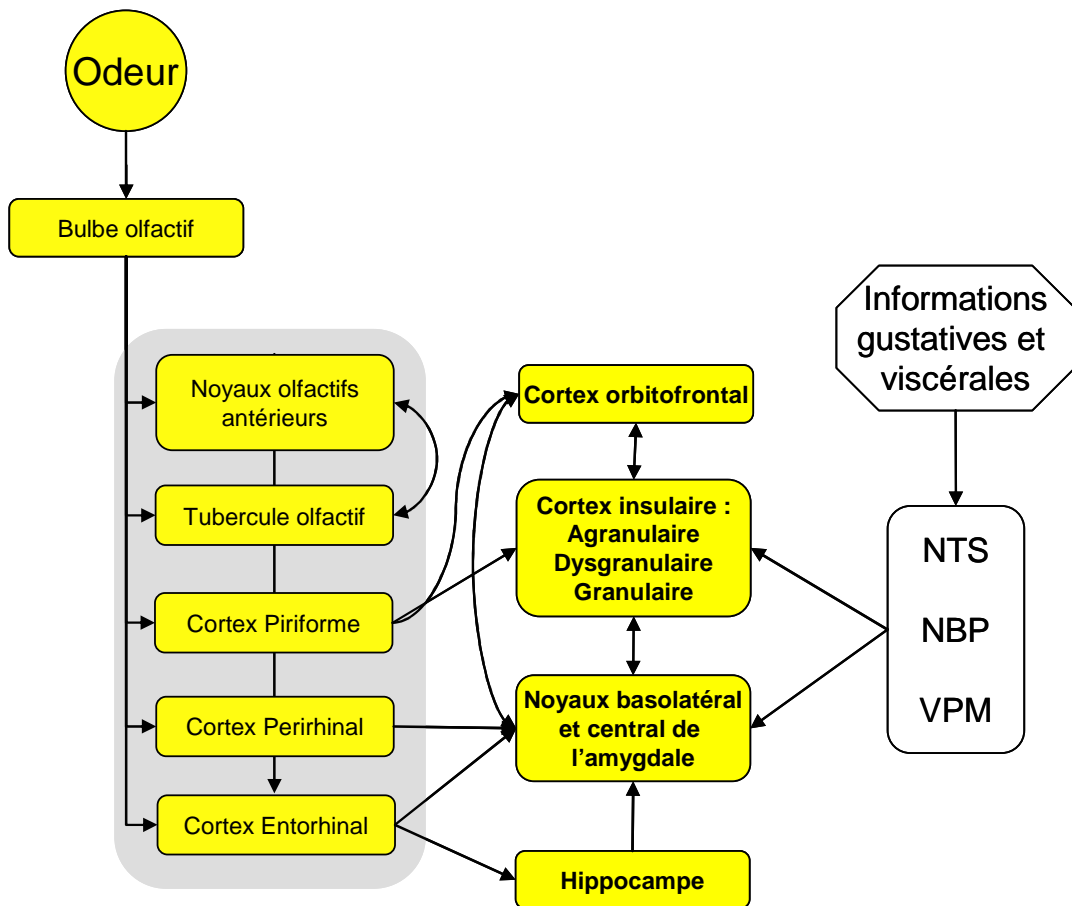 Odeur
Bulbe olfactif
Noyaux olfactifs
antérieurs
Tubercule olfactif
Cortex Piriforme
Cortex Perirhinal
Cortex Entorhinal
Cortex orbitofrontal
Cortex insulaire :
Agranulaire
Dysgranulaire
Granulaire
Noyaux basolatéral
et central de
l’amygdale
Hippocampe
Informations
gustatives et
viscérales
NTS
NBP
VPM